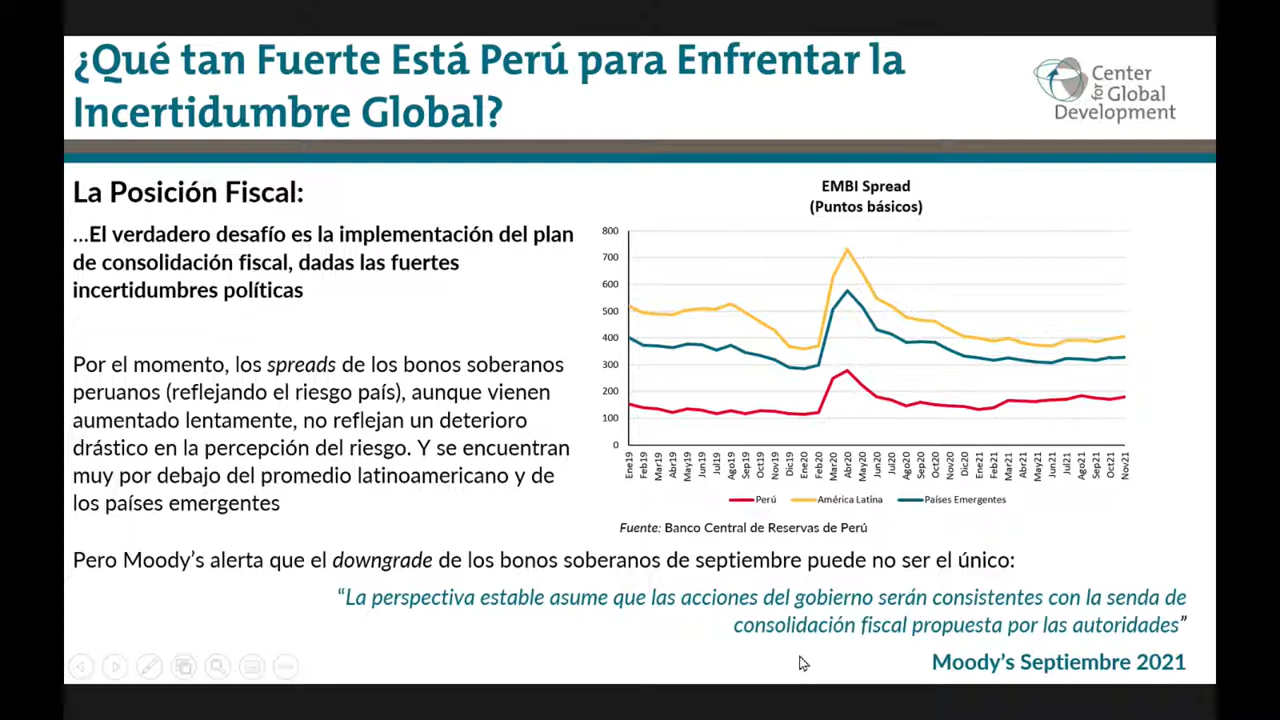 ¿Qué tan Fuerte Está Perú para Enfrentar la
Incertidumbre Global?
Center
for Global
Development
La Posición Fiscal:
...El verdadero desafío es la implementación del plan
de consolidación fiscal, dadas las fuertes
incertidumbres políticas
Por el momento, los spreads de los bonos soberanos
peruanos (reflejando el riesgo país), aunque vienen
aumentado lentamente, no reflejan un deterioro
drástico en la percepción del riesgo. Y se encuentran
muy por debajo del promedio latinoamericano y de
los países emergentes
EMBI Spread
(Puntos básicos)
800
700
600
500
400
300
200
100
0
Ene19
Feb19
Mar19
Abr19
May19
Jun19
Jul19
Ago19
Sep19
Oct19
Nov19
Dic19
Ene20
Feb20
Mar20
Abr20
May20
Jun20
Jul20
Ago20
Sep20
Oct20
Nov20
Dic20
Ene21
Feb21
Mar21
Abr21
May21
Jun21
Jul21
Ago21
Sep21
Oct21
Nov21
Perú
América Latina
Países Emergentes
Fuente: Banco Central de Reservas de Perú
Pero Moody's alerta que el downgrade de los bonos soberanos de septiembre puede no ser el único:
“La perspectiva estable asume que las acciones del gobierno serán consistentes con la senda de
consolidación fiscal propuesta por las autoridades”
Moody's Septiembre 2021